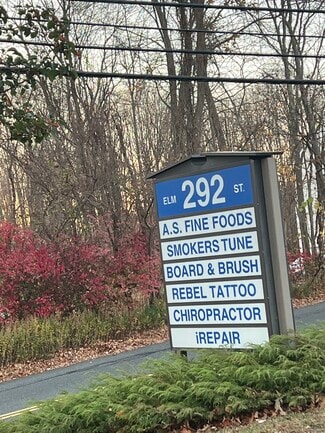 ELM 292 ST.
A.S. FINE FOODS
SMOKERS TUNE
BOARD & BRUSH
REBEL TATTOO
CHIROPRACTOR
iREPAIR